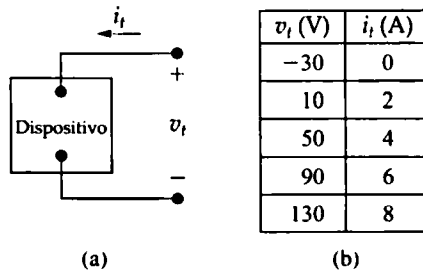 i_t
+
Dispositivo
v_t
−
(a)
v_t (V) i_t (A)
−30 0
10 2
50 4
90 6
130 8
(b)